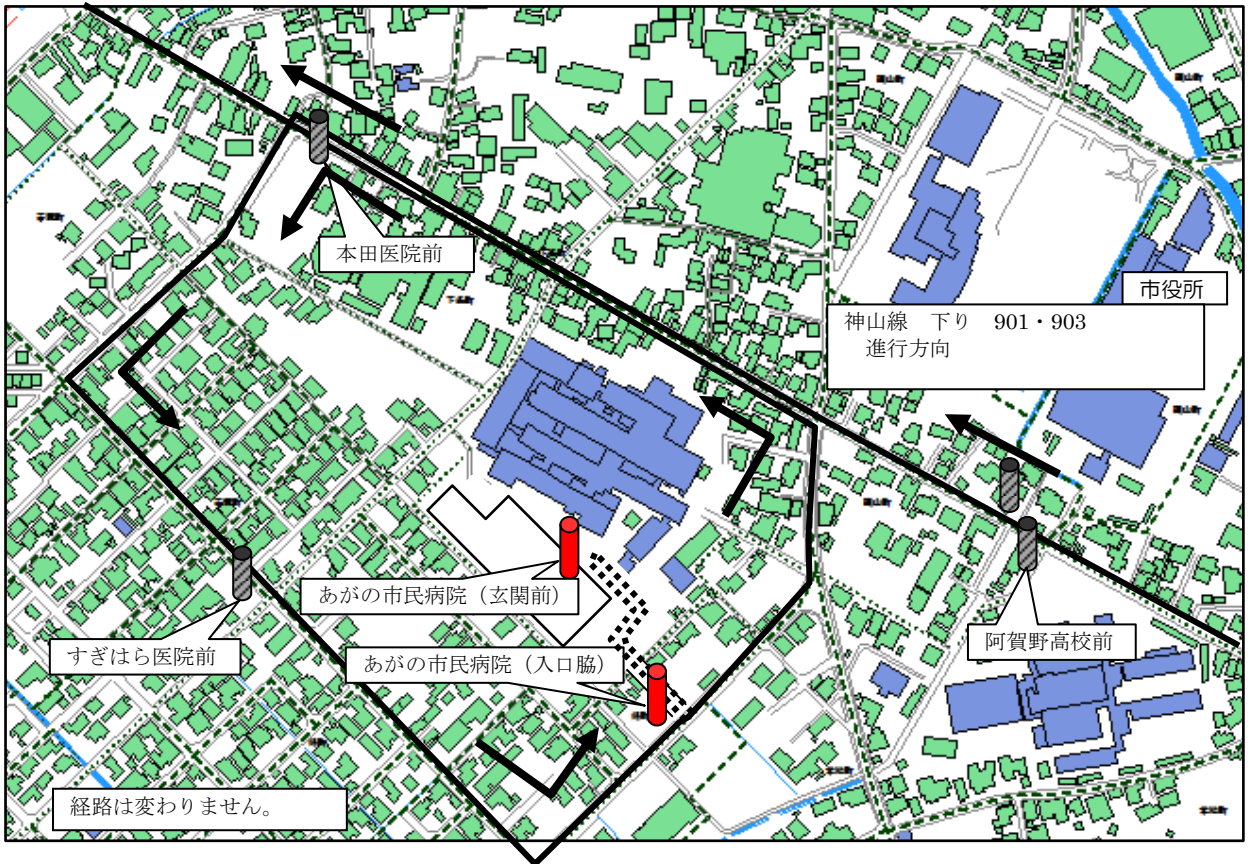 本田医院前
市役所
神山線 下り 901・903
進行方向
あがの市民病院（玄関前）
すぎはら医院前
あがの市民病院（入口脇）
阿賀野高校前
経路は変わりません。